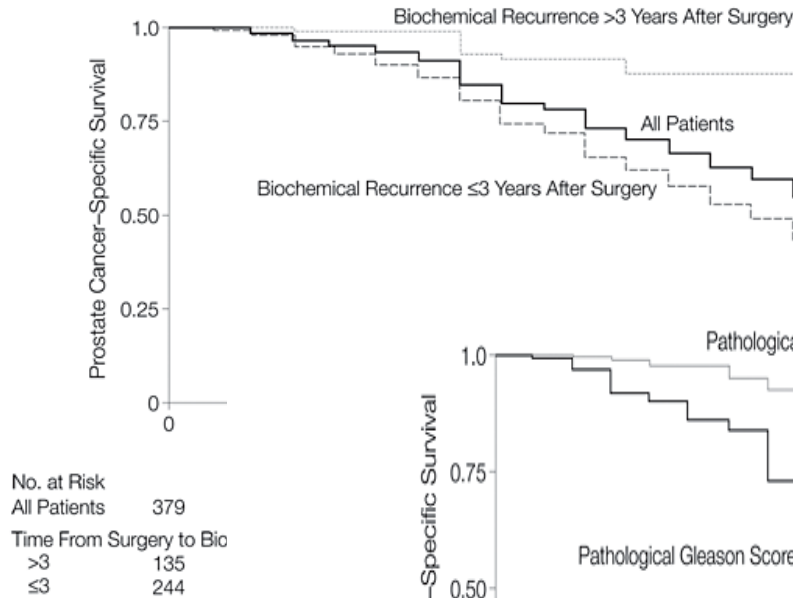 Biochemical Recurrence >3 Years After Surgery
1.0
0.75
0.50
0.25
0
0
Prostate Cancer–Specific Survival
All Patients
Biochemical Recurrence ≤3 Years After Surgery
No. at Risk
All Patients 379
Time From Surgery to Bio
>3 135
≤3 244
Pathologica
1.0
0.75
0.50
–Specific Survival
Pathological Gleason Score